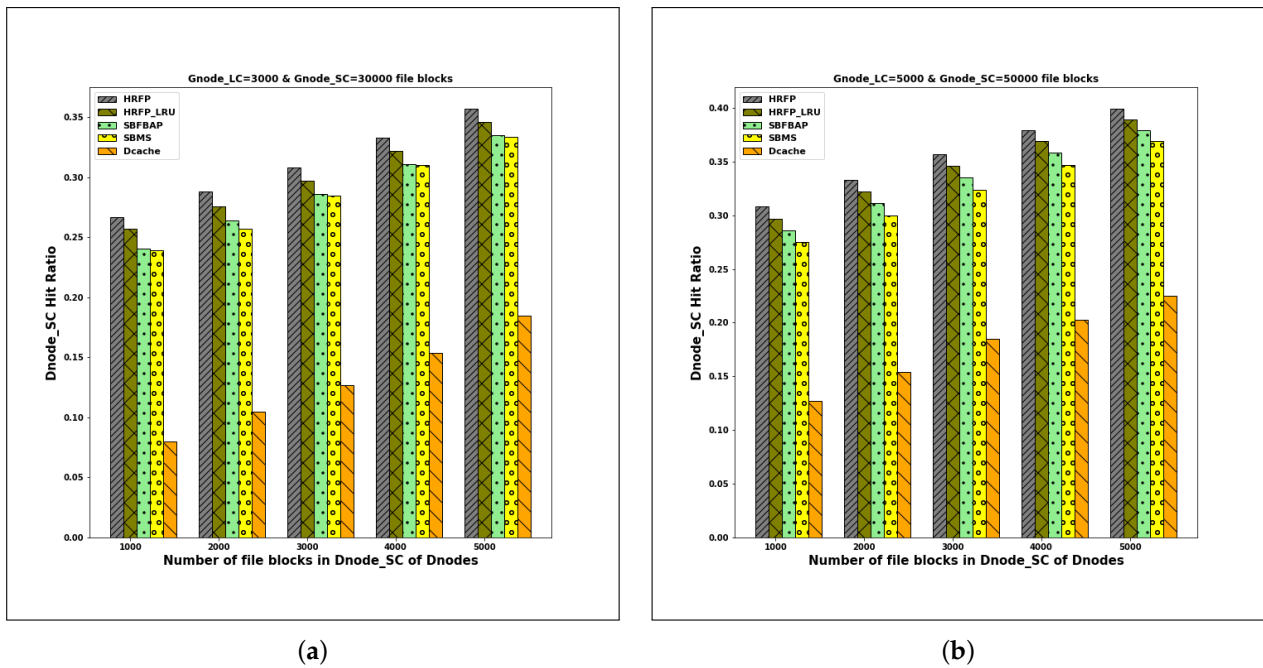 Gnode_LC=3000 & Gnode_SC=30000 file blocks
HRFP
HRFP_LRU
SBFBAP
SBMS
Dcache
0.35
0.30
0.25
0.20
0.15
0.10
0.05
0.00
Dnode_SC Hit Ratio
1000 2000 3000 4000 5000
Number of file blocks in Dnode_SC of Dnodes
(a)
Gnode_LC=5000 & Gnode_SC=50000 file blocks
HRFP
HRFP_LRU
SBFBAP
SBMS
Dcache
0.40
0.35
0.30
0.25
0.20
0.15
0.10
0.05
0.00
Dnode_SC Hit Ratio
1000 2000 3000 4000 5000
Number of file blocks in Dnode_SC of Dnodes
(b)